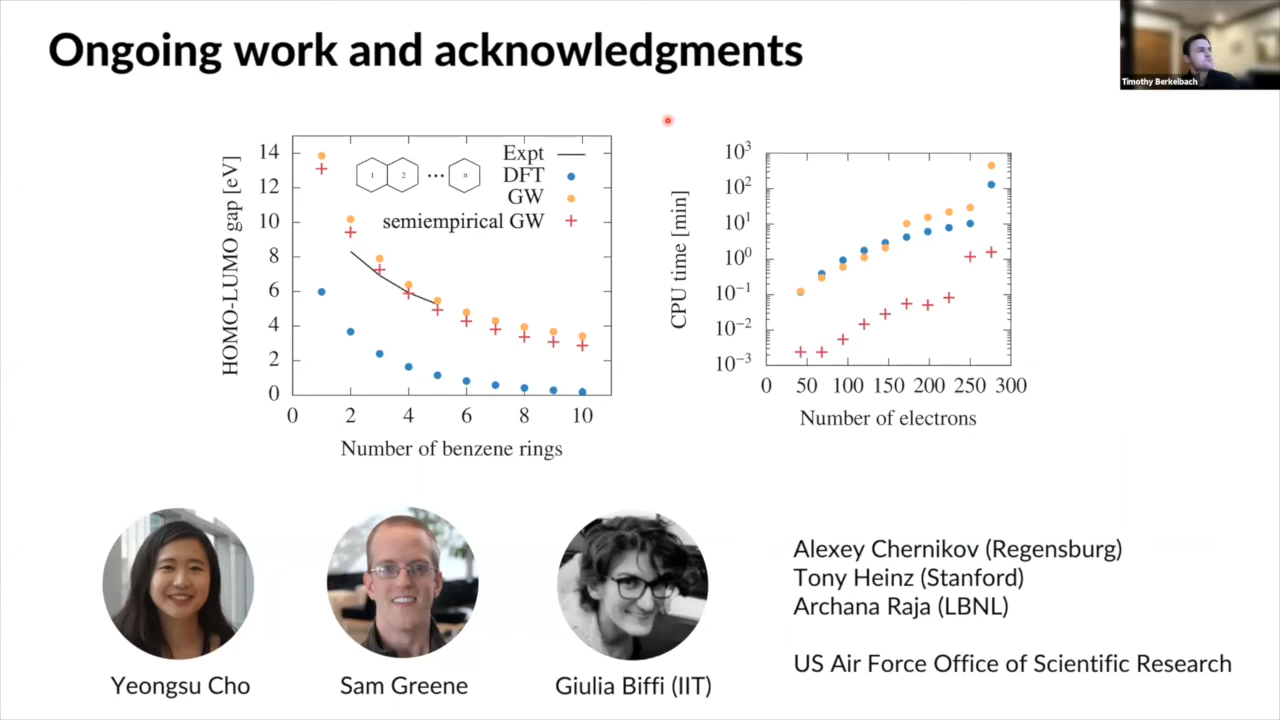 Ongoing work and acknowledgments
Timothy Berkelbach
HOMO-LUMO gap [eV]
14
12
10
8
6
4
2
0
0 2 4 6 8 10
Number of benzene rings
1 2 ... n
Expt
DFT
GW
semiempirical GW
CPU time [min]
10³
10²
10¹
10⁰
10⁻¹
10⁻²
10⁻³
0 50 100 150 200 250 300
Number of electrons
Yeongsu Cho
Sam Greene
Giulia Biffi (IIT)
Alexey Chernikov (Regensburg)
Tony Heinz (Stanford)
Archana Raja (LBNL)
US Air Force Office of Scientific Research